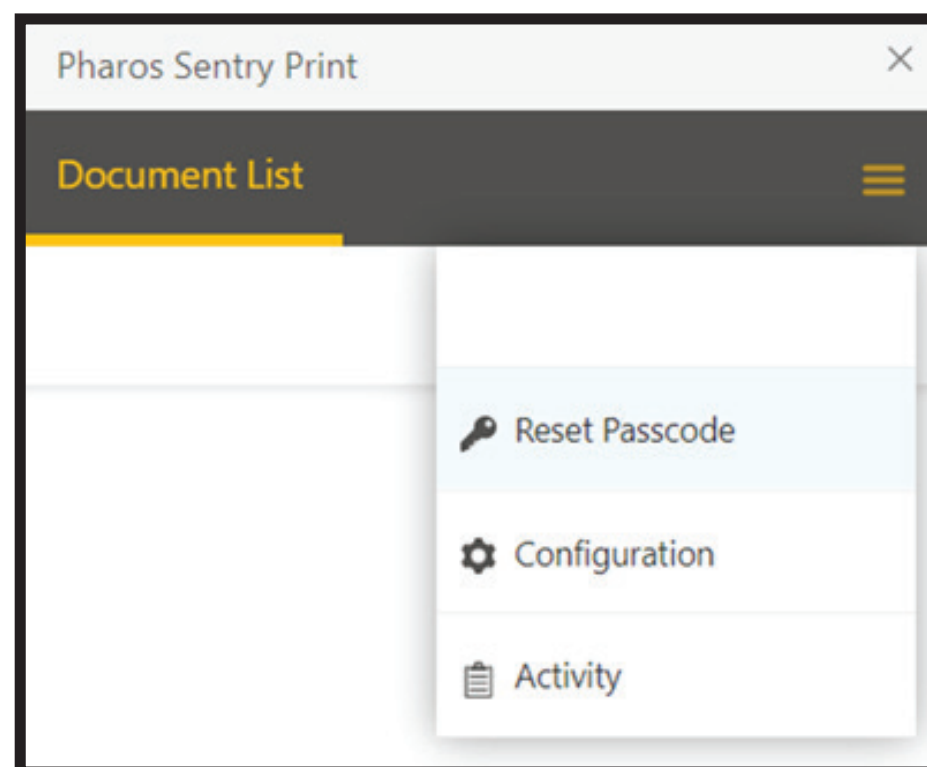 Pharos Sentry Print
Document List
Reset Passcode
Configuration
Activity